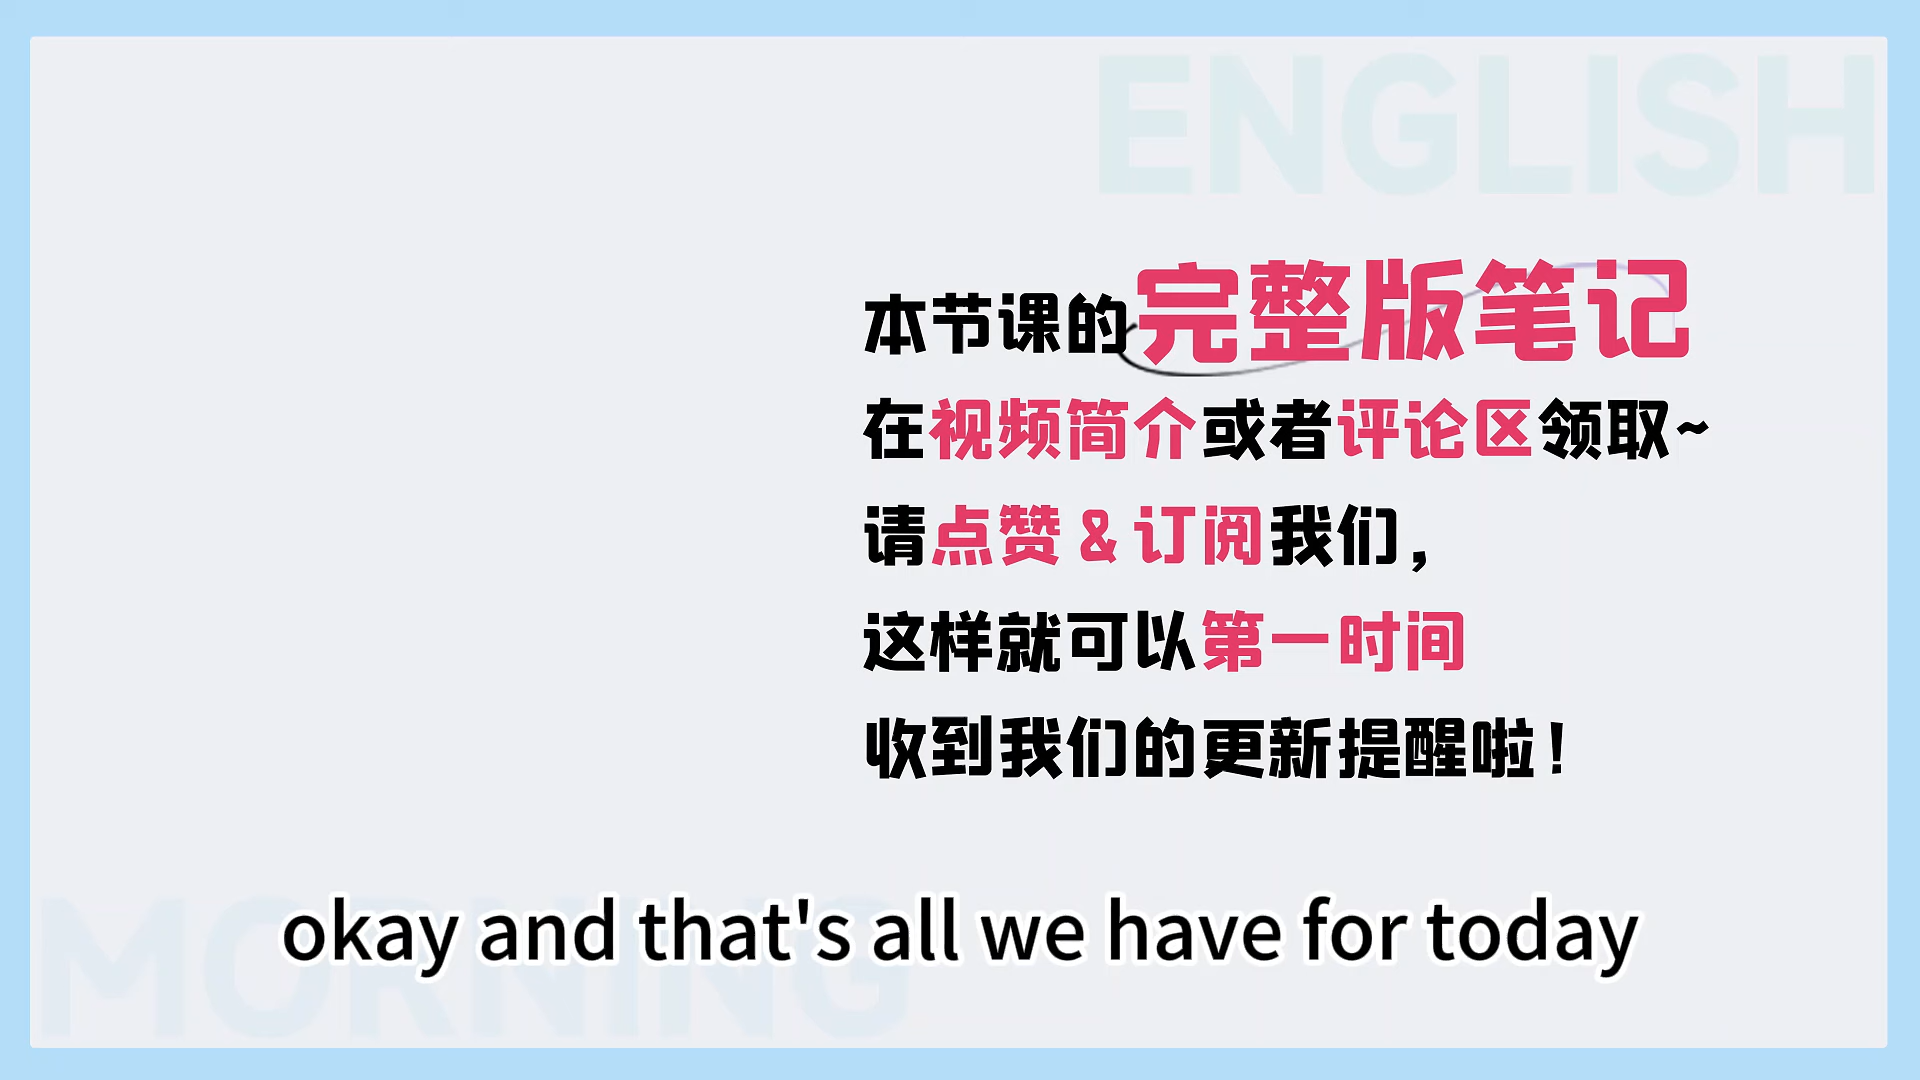 ENGLISH
本节课的完整版笔记
在视频简介或者评论区领取~
请点赞&订阅我们，
这样就可以第一时间
收到我们的更新提醒啦！
MORNING
okay and that's all we have for today